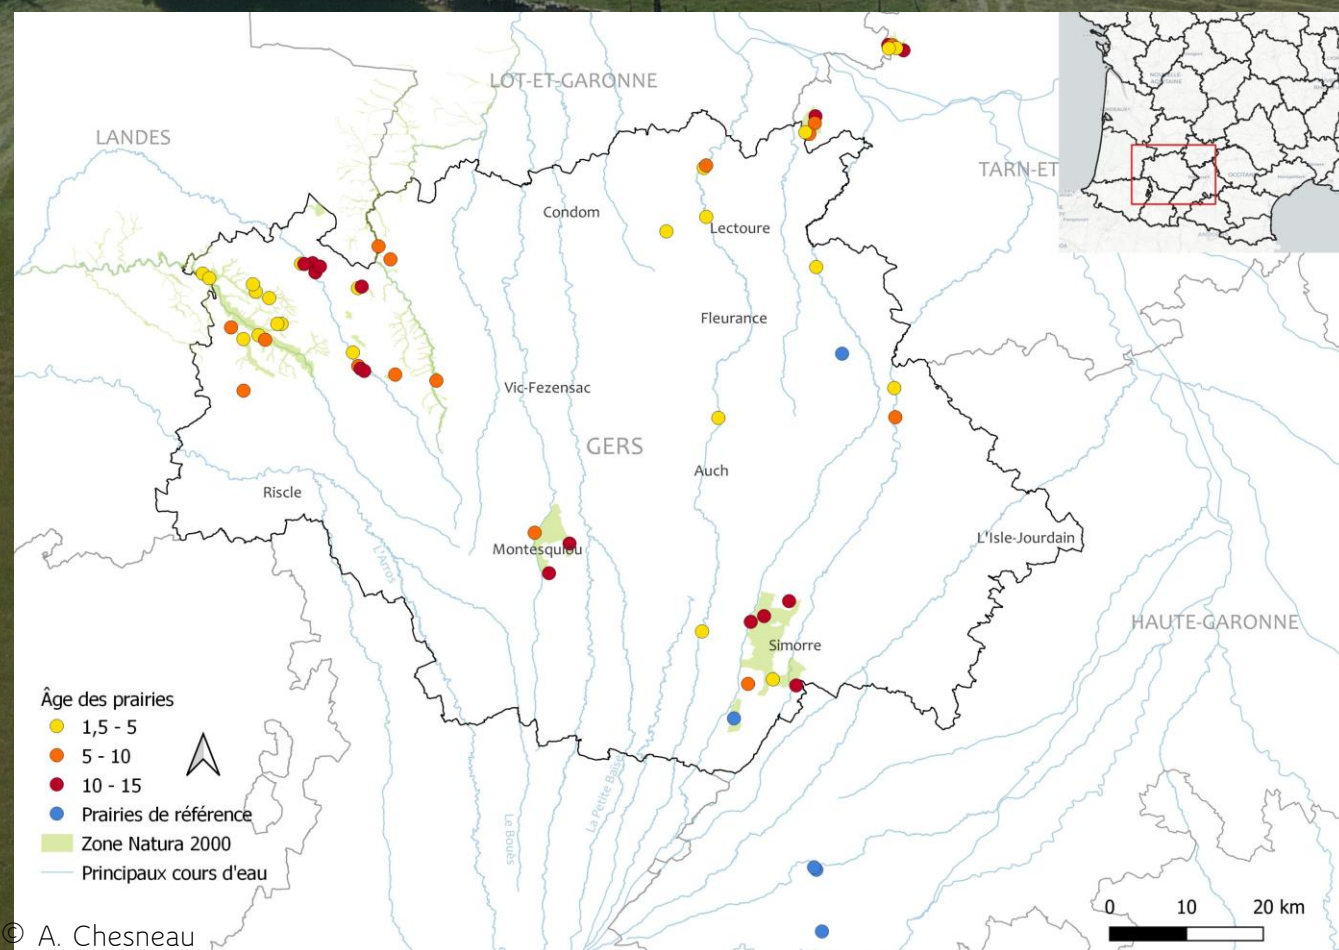 LOT-ET-GARONNE
LANDES
TARN-ET
Condom
Lectoure
Fleurance
Vic-Fezensac
GERS
Auch
Riscle
L'Isle-Jourdain
Montesquiou
L'Arros
HAUTE-GARONNE
Simorre
Âge des prairies
1,5 - 5
5 - 10
10 - 15
Prairies de référence
Zone Natura 2000
Principaux cours d'eau
La Petite Baïse
Le Bouès
0 10 20 km
© A. Chesneau